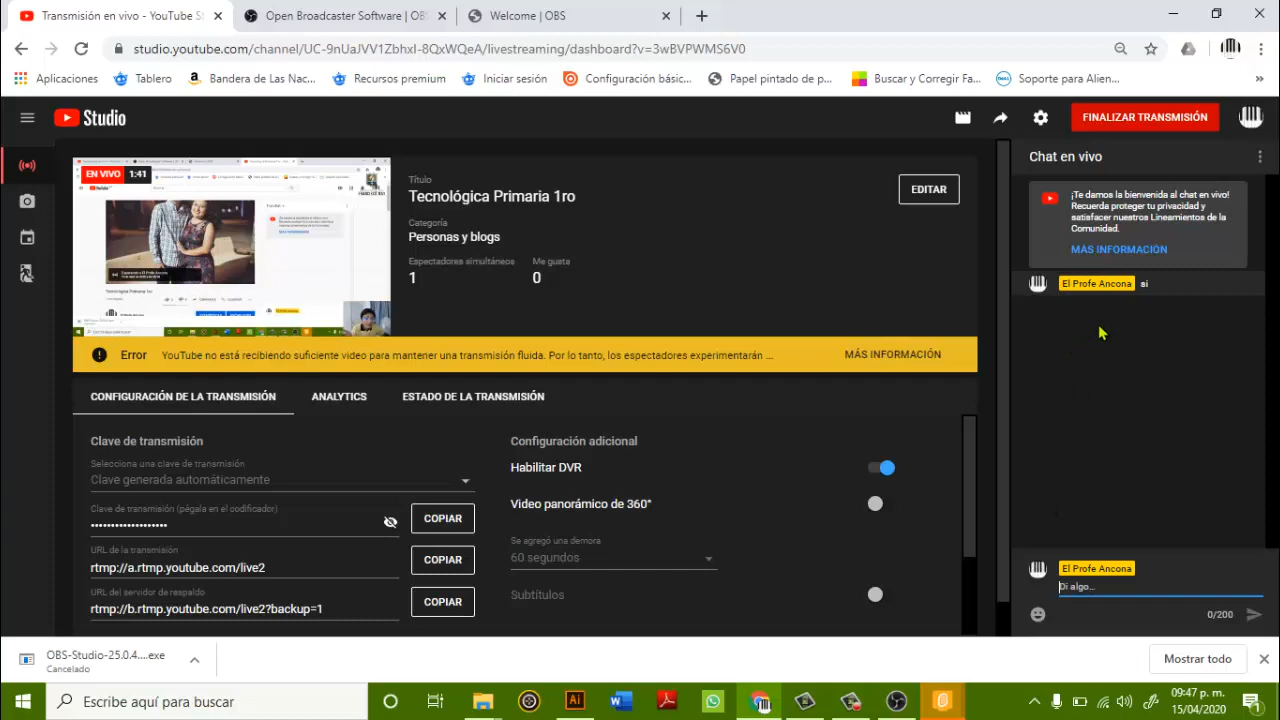 Transmisión en vivo - YouTube St
Open Broadcaster Software | OBS
Welcome | OBS
studio.youtube.com/channel/UC-9nUaJVV1ZbhxI-8QxWQeA/livestreaming/dashboard?v=3wBVPWMS6V0
Aplicaciones
Tablero
Bandera de Las Nac...
Recursos premium
Iniciar sesión
Configuración básic...
Papel pintado de p...
Buscar y Corregir Fa...
Soporte para Alien...
»
Studio
FINALIZAR TRANSMISIÓN
EN VIVO 1:41
Título
Tecnológica Primaria 1ro
EDITAR
Categoría
Personas y blogs
Espectadores simultáneos
Me gusta
1
0
Error
YouTube no está recibiendo suficiente video para mantener una transmisión fluida. Por lo tanto, los espectadores experimentarán ...
MÁS INFORMACIÓN
CONFIGURACIÓN DE LA TRANSMISIÓN
ANALYTICS
ESTADO DE LA TRANSMISIÓN
Clave de transmisión
Selecciona una clave de transmisión
Clave generada automáticamente
Clave de transmisión (pégala en el codificador)
•••••••••••••••••••
COPIAR
URL de la transmisión
rtmp://a.rtmp.youtube.com/live2
COPIAR
URL del servidor de respaldo
rtmp://b.rtmp.youtube.com/live2?backup=1
COPIAR
Configuración adicional
Habilitar DVR
Video panorámico de 360°
Se agregó una demora
60 segundos
Subtítulos
Chat en vivo
¡Te damos la bienvenida al chat en vivo!
Recuerda proteger tu privacidad y
satisfacer nuestros Lineamientos de la
Comunidad.
MÁS INFORMACIÓN
El Profe Ancona si
El Profe Ancona
Di algo...
0/200
OBS-Studio-25.0.4....exe
Cancelado
Mostrar todo
Escribe aquí para buscar
09:47 p. m.
15/04/2020